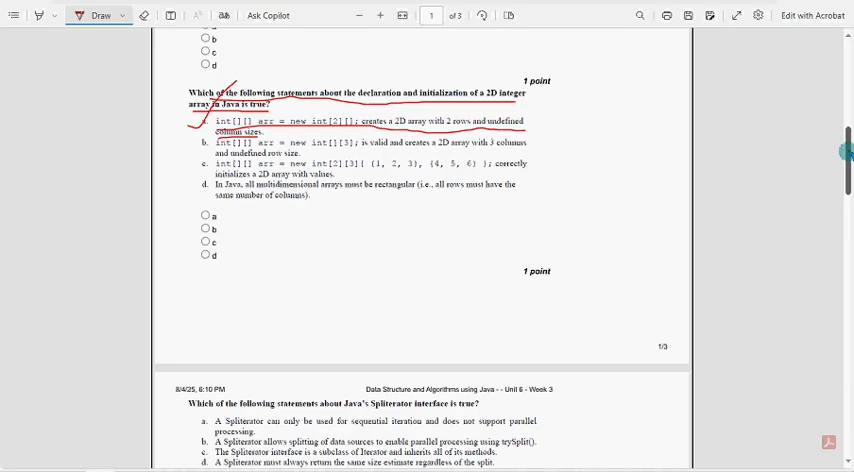 Draw
Ask Copilot
1
of 3
Edit with Acrobat
b
c
d
1 point
Which of the following statements about the declaration and initialization of a 2D integer
array in Java is true?
a. int[][] arr = new int[2][]; creates a 2D array with 2 rows and undefined
column sizes.
b. int[][] arr = new int[][3]; is valid and creates a 2D array with 3 columns
and undefined row size.
c. int[][] arr = new int[2][3]{ {1, 2, 3}, {4, 5, 6} }; correctly
initializes a 2D array with values.
d. In Java, all multidimensional arrays must be rectangular (i.e., all rows must have the
same number of columns).
a
b
c
d
1 point
1/3
8/4/25, 6:10 PM
Data Structure and Algorithms using Java - - Unit 6 - Week 3
Which of the following statements about Java's Spliterator interface is true?
a. A Spliterator can only be used for sequential iteration and does not support parallel
processing.
b. A Spliterator allows splitting of data sources to enable parallel processing using trySplit().
c. The Spliterator interface is a subclass of Iterator and inherits all of its methods.
d. A Spliterator must always return the same size estimate regardless of the split.